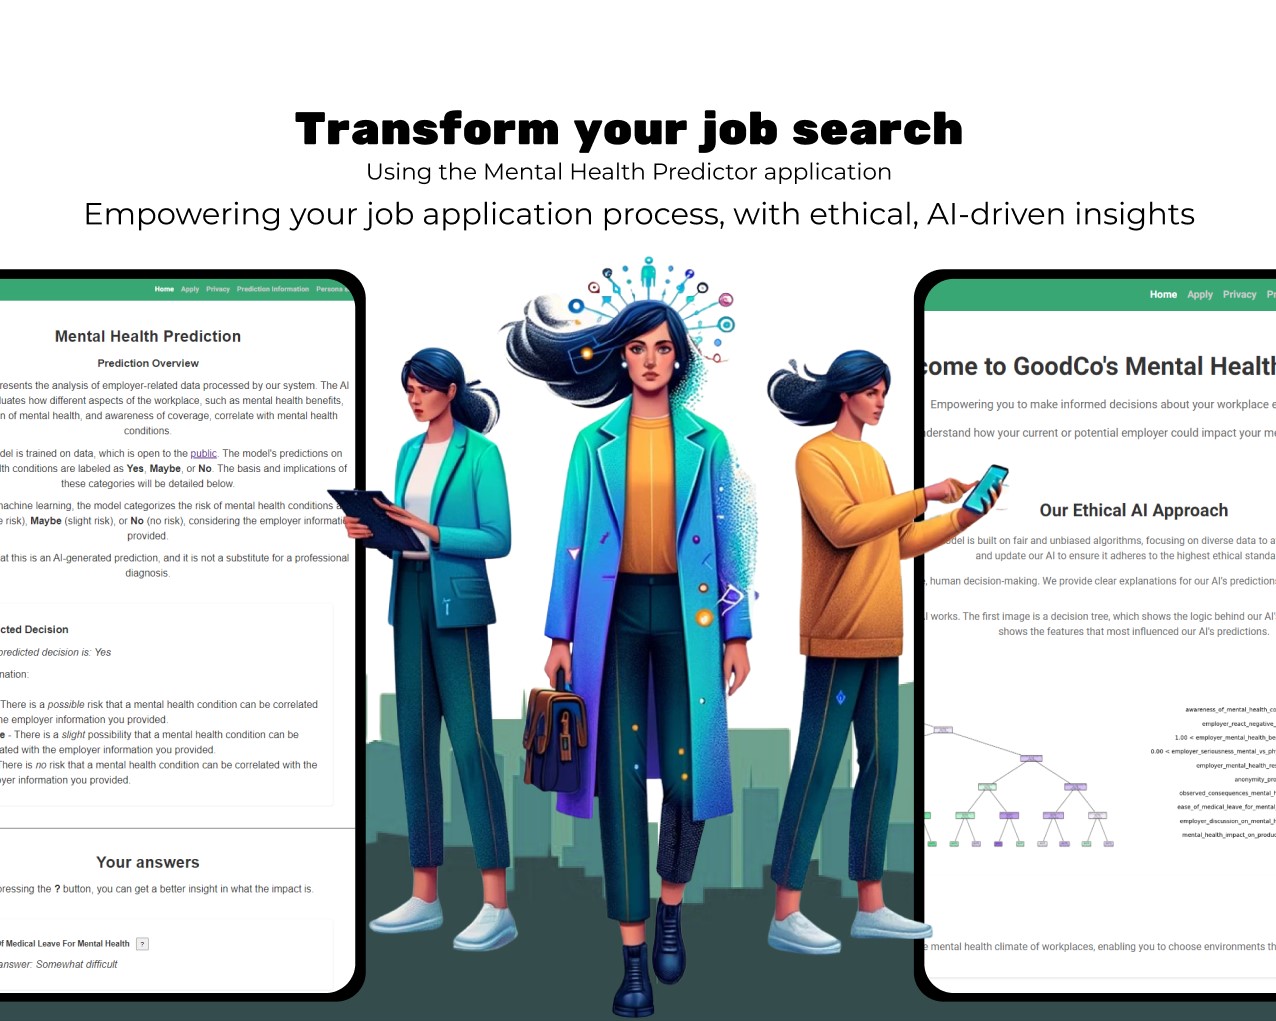 Transform your job search
Using the Mental Health Predictor application
Empowering your job application process, with ethical, AI-driven insights
Home Apply Privacy Prediction Information Persona
Mental Health Prediction
Prediction Overview
resents the analysis of employer-related data processed by our system. The AI
luates how different aspects of the workplace, such as mental health benefits,
n of mental health, and awareness of coverage, correlate with mental health
conditions.
del is trained on data, which is open to the public. The model's predictions on
lth conditions are labeled as Yes, Maybe, or No. The basis and implications of
these categories will be detailed below.
machine learning, the model categorizes the risk of mental health conditions
e risk), Maybe (slight risk), or No (no risk), considering the employer informati
provided.
at this is an AI-generated prediction, and it is not a substitute for a professional
diagnosis.
cted Decision
predicted decision is: Yes
nation:
There is a possible risk that a mental health condition can be correlated
he employer information you provided.
e - There is a slight possibility that a mental health condition can be
ated with the employer information you provided.
There is no risk that a mental health condition can be correlated with the
yer information you provided.
Your answers
pressing the ? button, you can get a better insight in what the impact is.
Of Medical Leave For Mental Health ?
answer: Somewhat difficult
Home Apply Privacy Pr
come to GoodCo's Mental Health
Empowering you to make informed decisions about your workplace e
nderstand how your current or potential employer could impact your me
Our Ethical AI Approach
odel is built on fair and unbiased algorithms, focusing on diverse data to a
and update our AI to ensure it adheres to the highest ethical standa
, human decision-making. We provide clear explanations for our AI's predictions
I works. The first image is a decision tree, which shows the logic behind our AI'
shows the features that most influenced our AI's predictions.
awareness_of_mental_health_co
employer_react_negative_
1.00 < employer_mental_health_be
0.00 < employer_seriousness_mental_vs_ph
employer_mental_health_res
anonymity_pro
observed_consequences_mental_h
ease_of_medical_leave_for_mental_
employer_discussion_on_mental_h
mental_health_impact_on_produc
e mental health climate of workplaces, enabling you to choose environments th